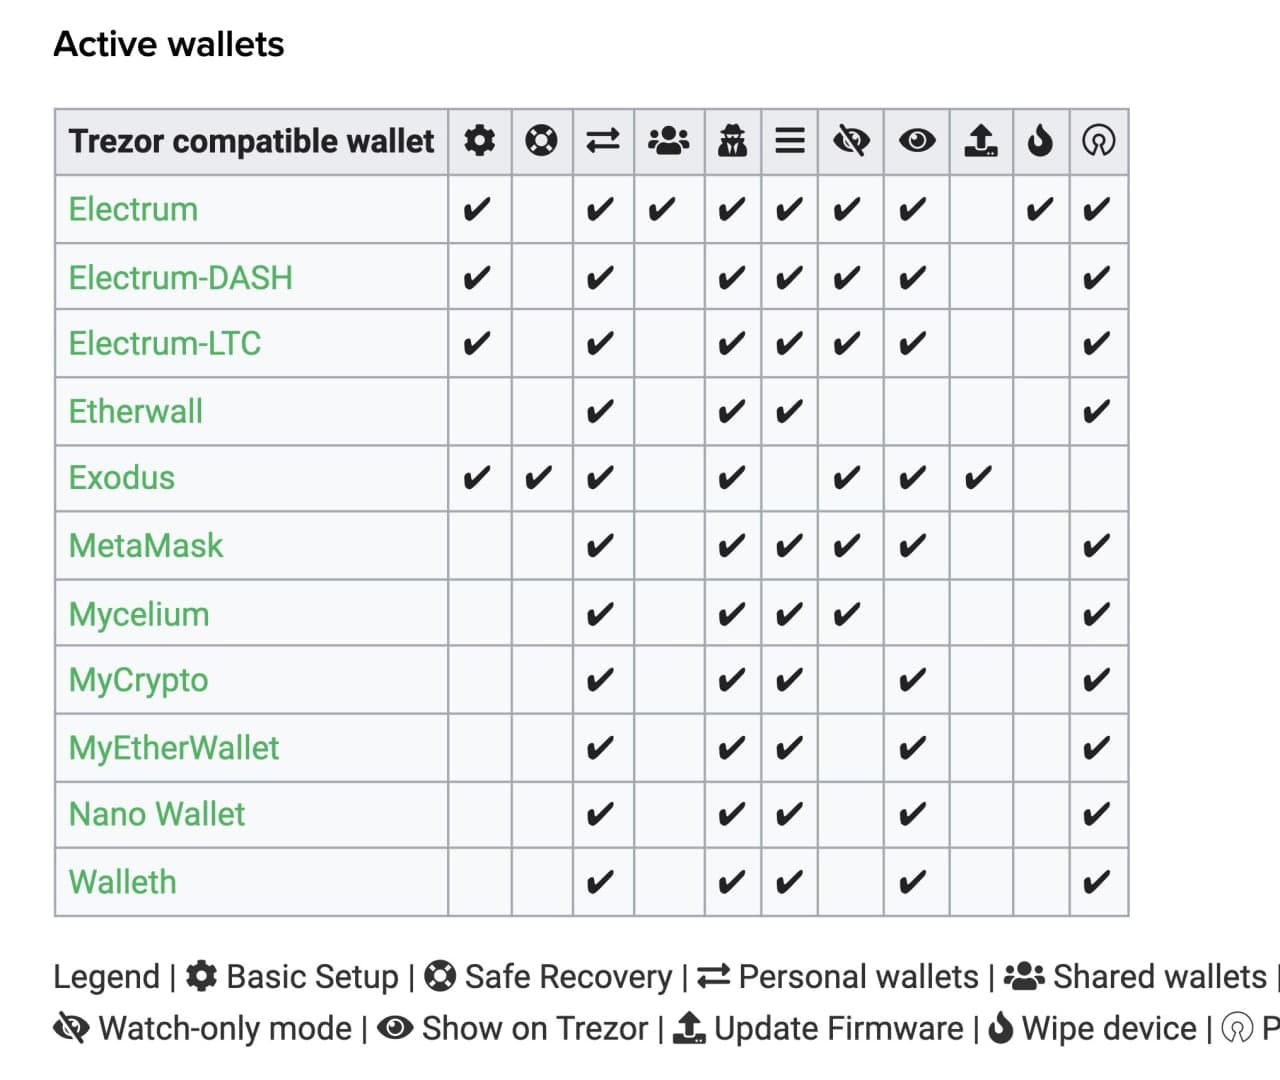 Active wallets
Trezor compatible wallet
Electrum ✔ ✔ ✔ ✔ ✔ ✔ ✔ ✔ ✔
Electrum-DASH ✔ ✔ ✔ ✔ ✔ ✔ ✔
Electrum-LTC ✔ ✔ ✔ ✔ ✔ ✔ ✔
Etherwall ✔ ✔ ✔ ✔
Exodus ✔ ✔ ✔ ✔ ✔ ✔ ✔
MetaMask ✔ ✔ ✔ ✔ ✔ ✔
Mycelium ✔ ✔ ✔ ✔ ✔
MyCrypto ✔ ✔ ✔ ✔ ✔
MyEtherWallet ✔ ✔ ✔ ✔ ✔
Nano Wallet ✔ ✔ ✔ ✔ ✔
Walleth ✔ ✔ ✔ ✔ ✔
Legend | Basic Setup | Safe Recovery | Personal wallets | Shared wallets |
Watch-only mode | Show on Trezor | Update Firmware | Wipe device | P